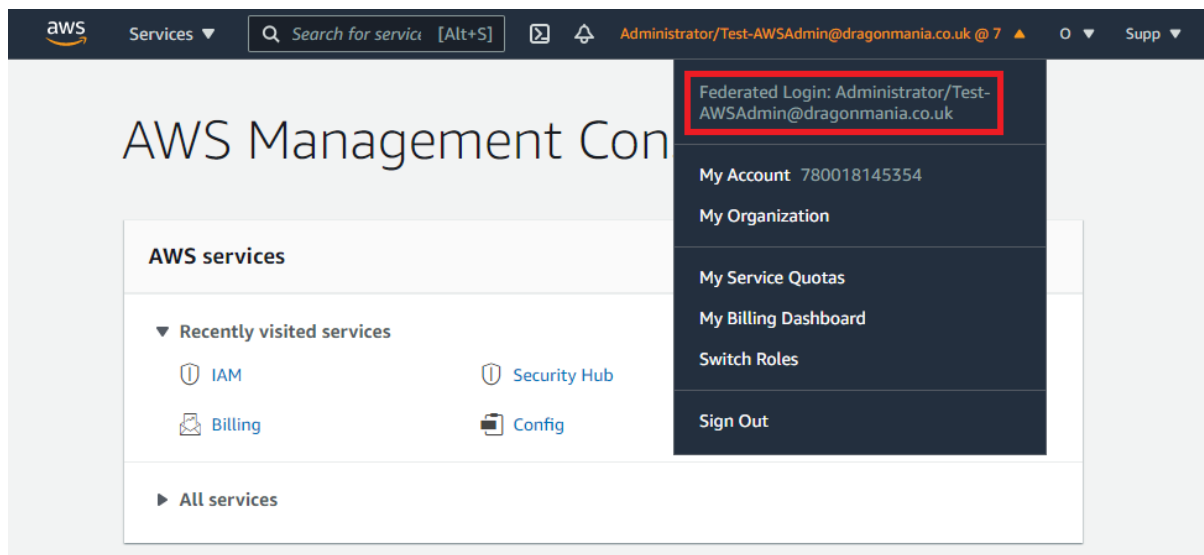 aws Services Search for servic [Alt+S] Administrator/Test-AWSAdmin@dragonmania.co.uk @ 7 O Supp
Federated Login: Administrator/Test-
AWSAdmin@dragonmania.co.uk
AWS Management Con
My Account 780018145354
My Organization
AWS services
My Service Quotas
My Billing Dashboard
Switch Roles
Sign Out
Recently visited services
IAM Security Hub
Billing Config
All services